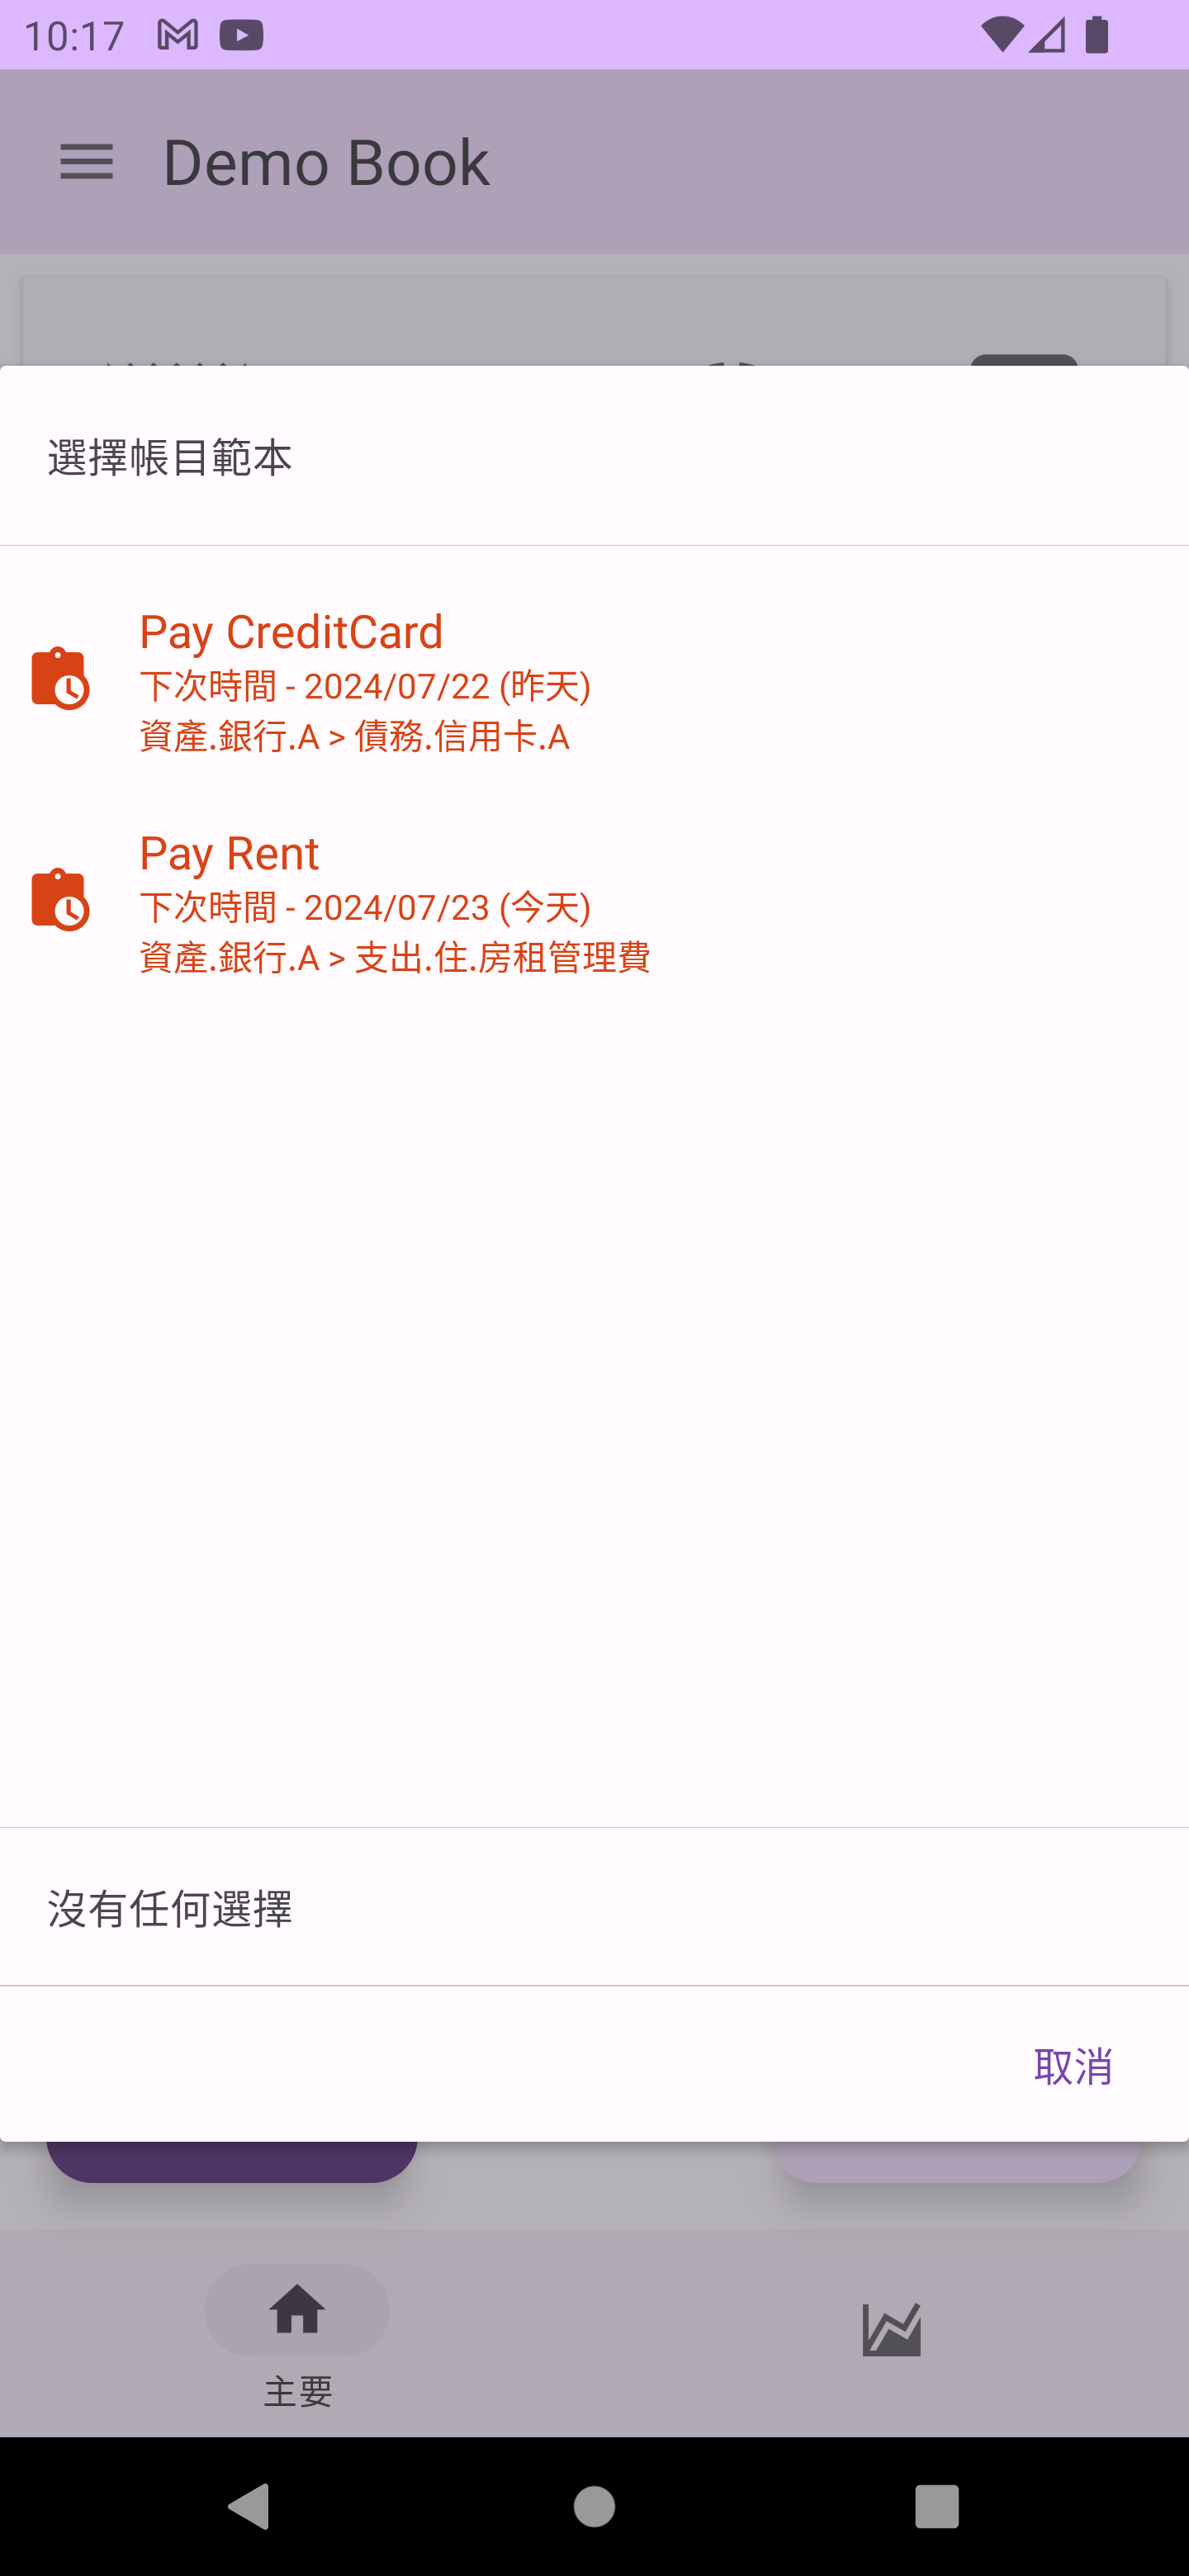 10:17
Demo Book
選擇帳目範本
Pay CreditCard
下次時間 - 2024/07/22 (昨天)
資產.銀行.A > 債務.信用卡.A
Pay Rent
下次時間 - 2024/07/23 (今天)
資產.銀行.A > 支出.住.房租管理費
沒有任何選擇
取消
主要